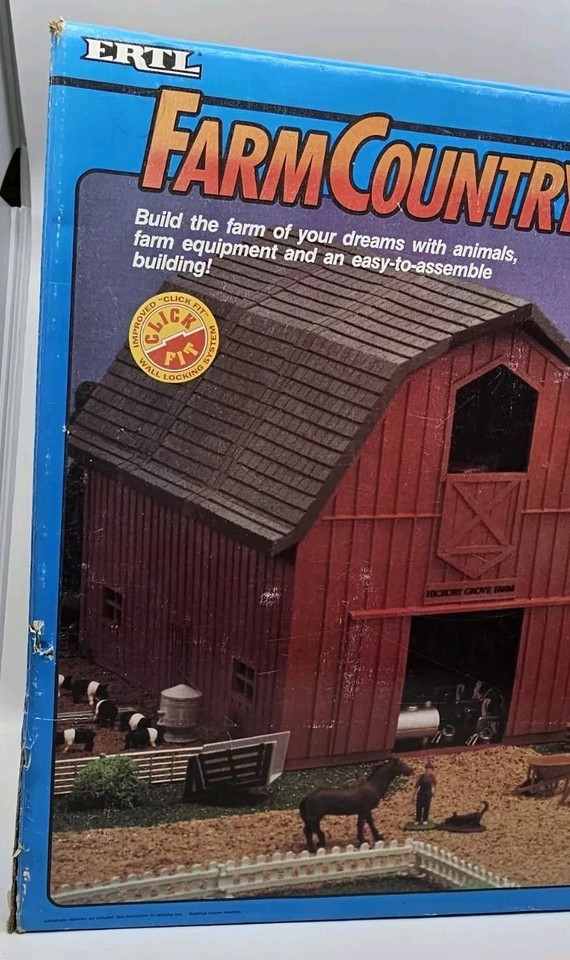 ERTL
FARM COUNTRY
Build the farm of your dreams with animals,
farm equipment and an easy-to-assemble
building!
IMPROVED "CLICK FIT"
CLICK
FIT
WALL LOCKING SYSTEM
HICKORY GROVE FARM